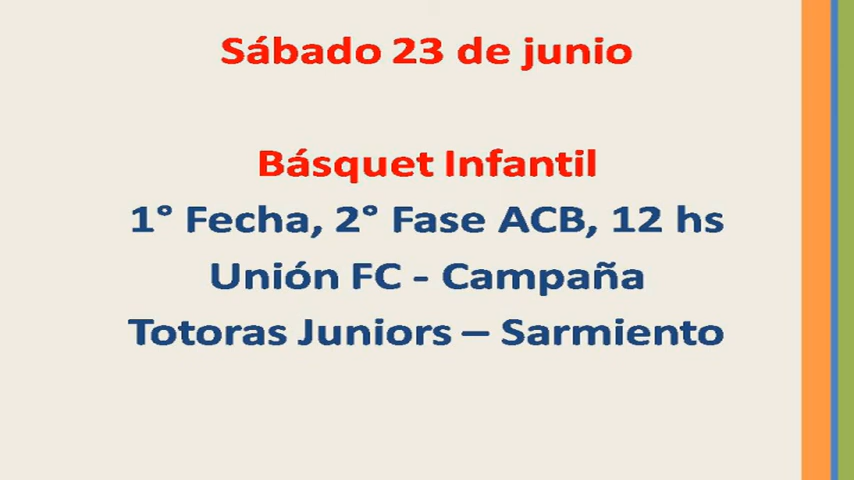 Sábado 23 de junio
Básquet Infantil
1° Fecha, 2° Fase ACB, 12 hs
Unión FC - Campaña
Totoras Juniors – Sarmiento